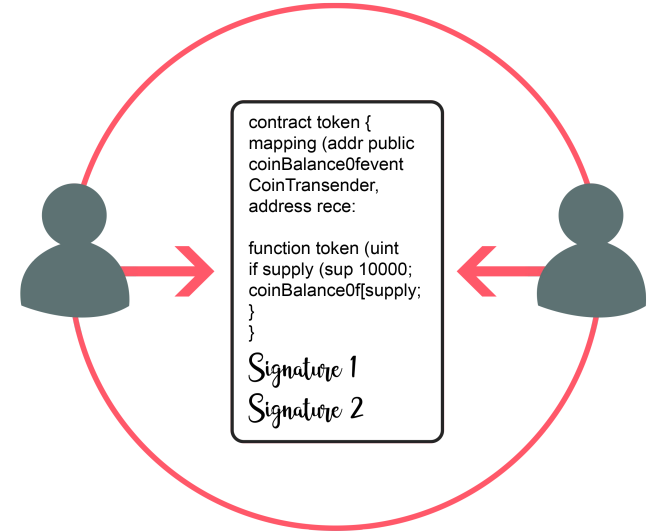 contract token {
mapping (addr public
coinBalance0fevent
CoinTransender,
address rece:
function token (uint
if supply (sup 10000;
coinBalance0f[supply;
}
}
Signature 1
Signature 2